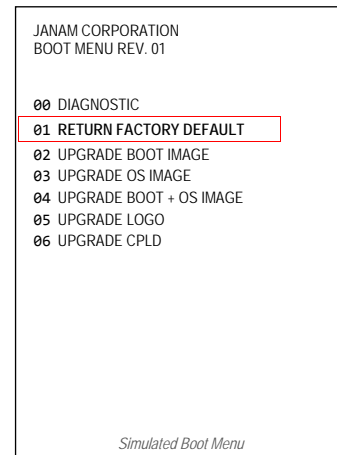 JANAM CORPORATION
BOOT MENU REV. 01
00 DIAGNOSTIC
01 RETURN FACTORY DEFAULT
02 UPGRADE BOOT IMAGE
03 UPGRADE OS IMAGE
04 UPGRADE BOOT + OS IMAGE
05 UPGRADE LOGO
06 UPGRADE CPLD
Simulated Boot Menu